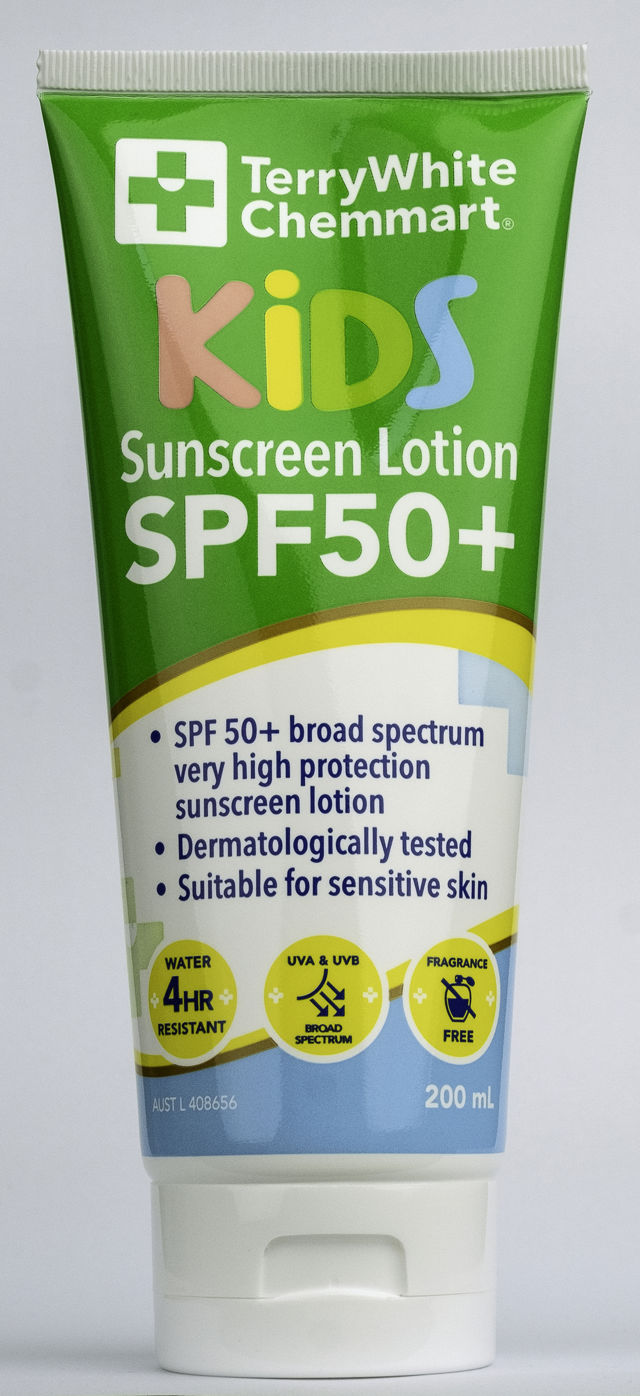 TerryWhite
Chemmart®
KiDS
Sunscreen Lotion
SPF50+
• SPF 50+ broad spectrum
very high protection
sunscreen lotion
• Dermatologically tested
• Suitable for sensitive skin
WATER
4HR
RESISTANT
UVA & UVB
BROAD
SPECTRUM
FRAGRANCE
FREE
AUST L 408656
200 mL